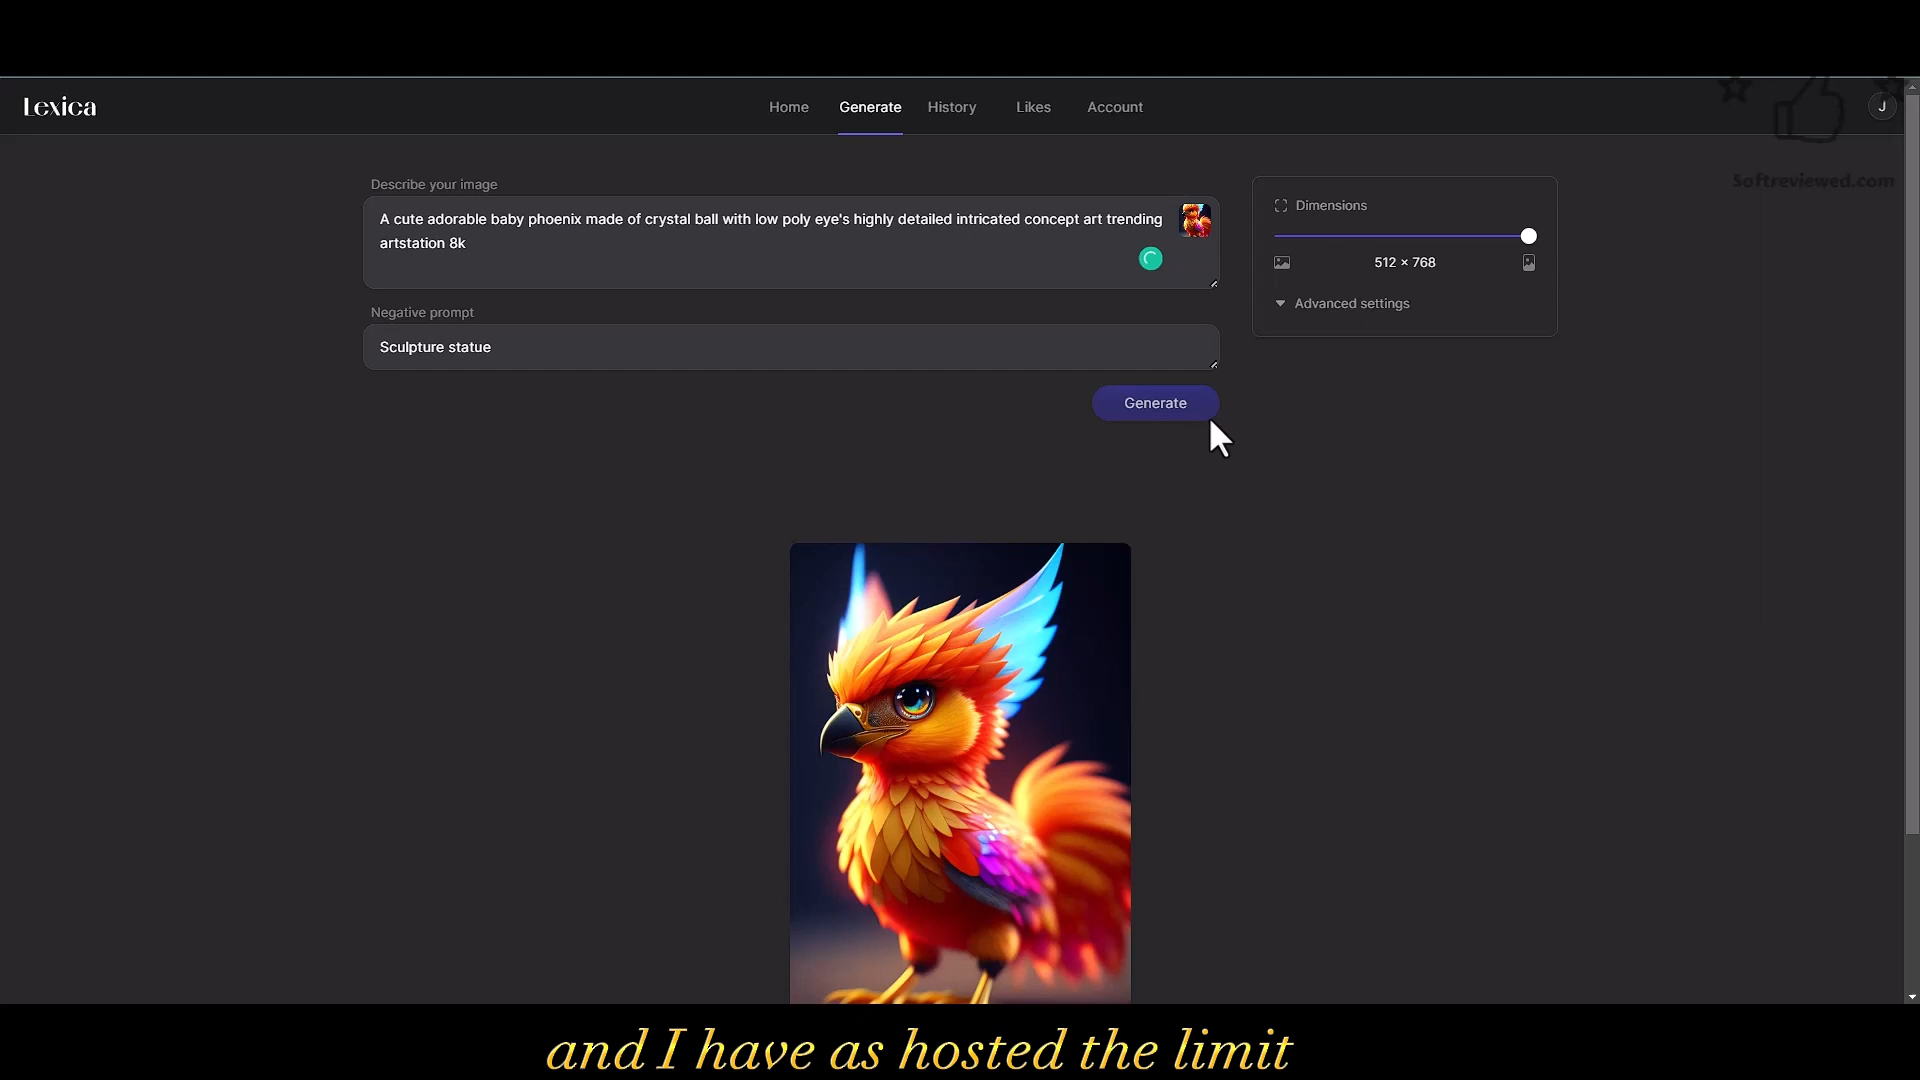 Lexica
Home Generate History Likes Account
J
Softreviewed.com
Describe your image
A cute adorable baby phoenix made of crystal ball with low poly eye's highly detailed intricated concept art trending
artstation 8k
Dimensions
512 × 768
Advanced settings
Negative prompt
Sculpture statue
Generate
and I have as hosted the limit